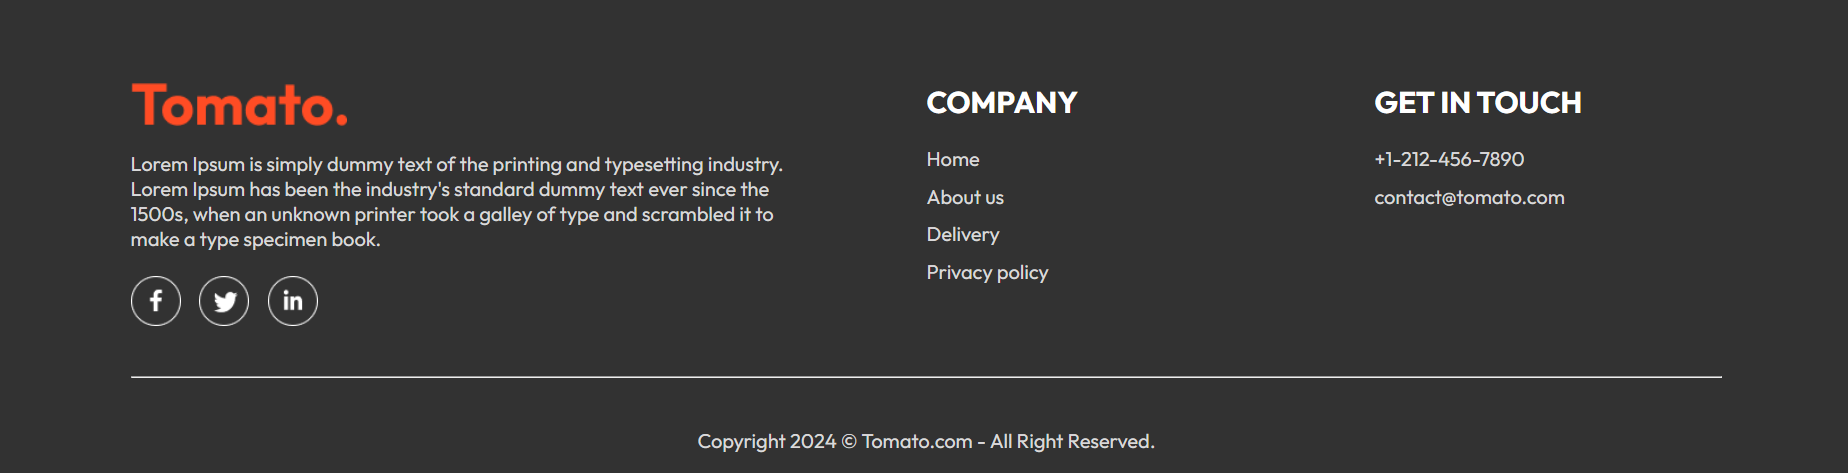 Tomato.
Lorem Ipsum is simply dummy text of the printing and typesetting industry.
Lorem Ipsum has been the industry's standard dummy text ever since the
1500s, when an unknown printer took a galley of type and scrambled it to
make a type specimen book.
f
in
COMPANY
Home
About us
Delivery
Privacy policy
GET IN TOUCH
+1-212-456-7890
contact@tomato.com
Copyright 2024 © Tomato.com - All Right Reserved.